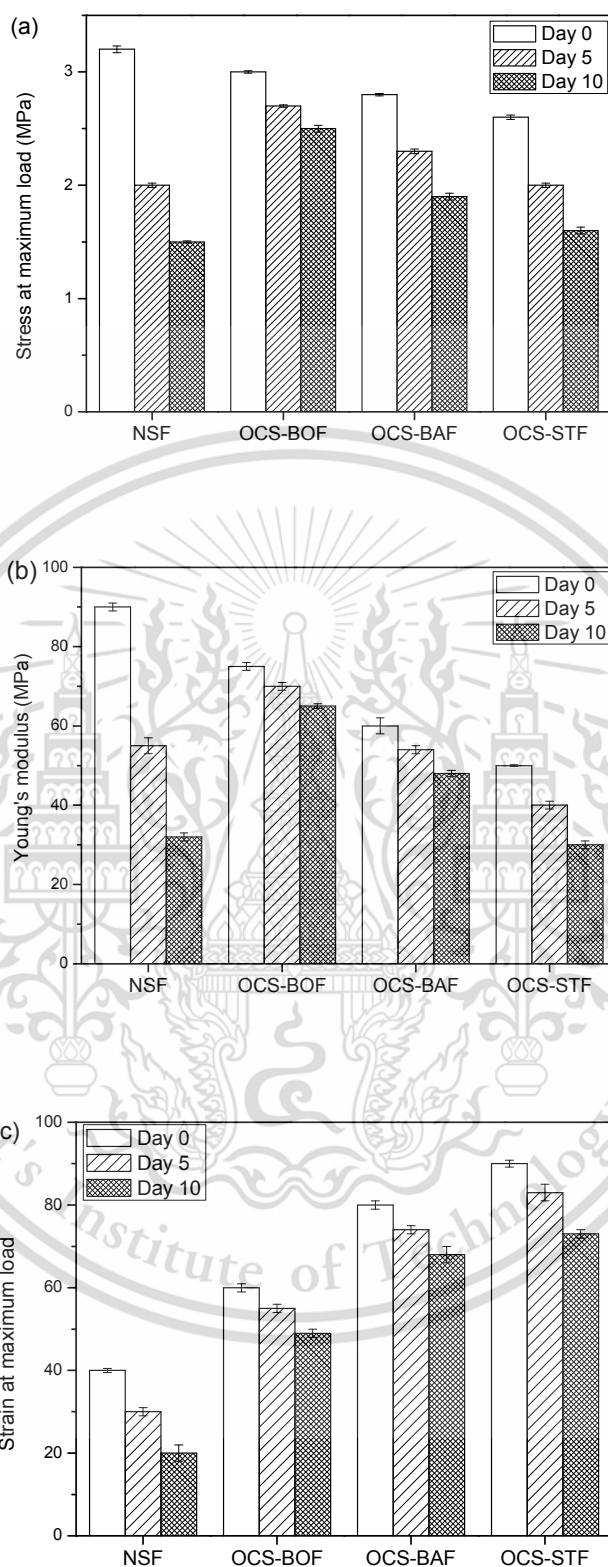 (a)
Day 0
Day 5
Day 10
Stress at maximum load (MPa)
3
2
1
0
NSF OCS-BOF OCS-BAF OCS-STF
(b)
Day 0
Day 5
Day 10
Young's modulus (MPa)
100
80
60
40
20
0
NSF OCS-BOF OCS-BAF OCS-STF
c)
Day 0
Day 5
Day 10
Strain at maximum load
100
80
60
40
20
0
NSF OCS-BOF OCS-BAF OCS-STF
's Institute of Technology